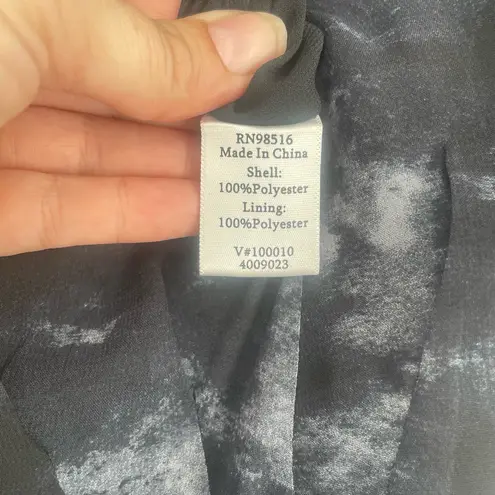 RN98516
Made In China
Shell:
100%Polyester
Lining:
100%Polyester
V#100010
4009023